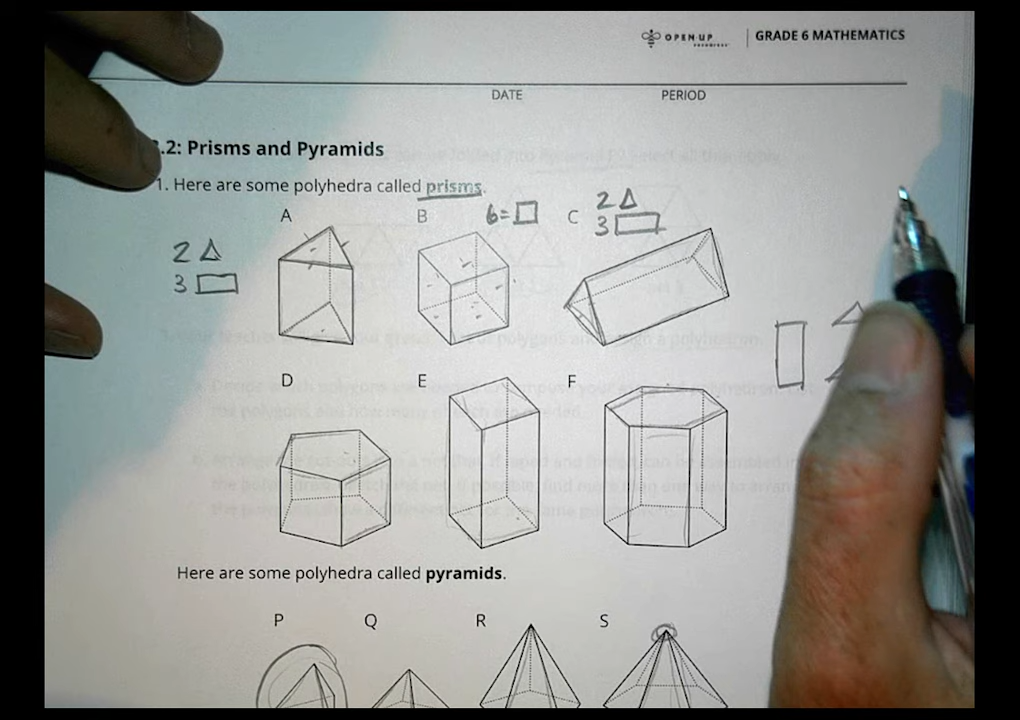 OPEN-UP GRADE 6 MATHEMATICS
DATE PERIOD
.2: Prisms and Pyramids
1. Here are some polyhedra called prisms.
A B 6= C 2
2 3
3
D E F
Here are some polyhedra called pyramids.
P Q R S